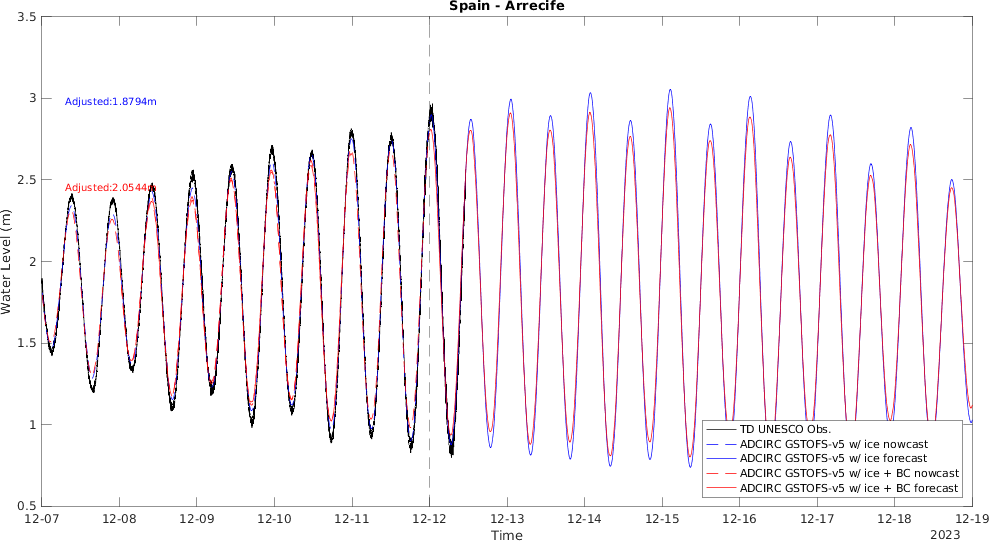 Spain - Arrecife
3.5
3
2.5
2
1.5
1
0.5
Water Level (m)
Adjusted:1.8794m
Adjusted:2.0544m
TD UNESCO Obs.
ADCIRC GSTOFS-v5 w/ ice nowcast
ADCIRC GSTOFS-v5 w/ ice forecast
ADCIRC GSTOFS-v5 w/ ice + BC nowcast
ADCIRC GSTOFS-v5 w/ ice + BC forecast
12-07 12-08 12-09 12-10 12-11 12-12 12-13 12-14 12-15 12-16 12-17 12-18 12-19
Time
2023